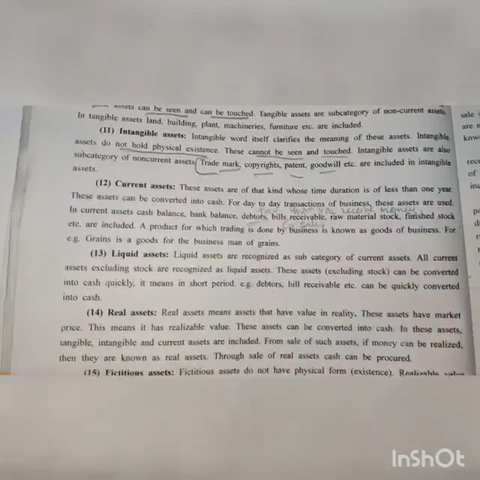 assets can be seen and can be touched. Tangible assets are subcategory of non-current assets.
In tangible assets land, building, plant, machineries, furniture etc. are included.
(11) Intangible assets: Intangible word itself clarifies the meaning of these assets. Intangible
assets do not hold physical existence. These cannot be seen and touched. Intangible assets are also
subcategory of noncurrent assets. Trade mark, copyrights, patent, goodwill etc. are included in intangible
assets.
(12) Current assets: These assets are of that kind whose time duration is of less than one year.
These assets can be converted into cash. For day to day transactions of business, these assets are used.
that you receive money
In current assets cash balance, bank balance, debtors, bills receivable, raw material stock, finished stock
etc. are included. A product for which trading is done by business is known as goods of business. For
e.g. Grains is a goods for the business man of grains.
(13) Liquid assets: Liquid assets are recognized as sub category of current assets. All current
assets excluding stock are recognized as liquid assets. These (excluding stock) can be converted
into cash quickly, it means in short period. e.g. debtors, bill receivable etc. can be quickly converted
into cash.
(14) Real assets: Real assets means assets that have value in reality. These assets have market
price. This means it has realizable value. These assets can be converted into cash. In these assets,
tangible, intangible and current assets are included. From sale of such assets, if money can be realized,
then they are known as real assets. Through sale of real assets cash can be procured.
(15) Fictitious assets: Fictitious assets do not have physical form (existence). Realizable value
sale
are
know
rece
of
InShOt